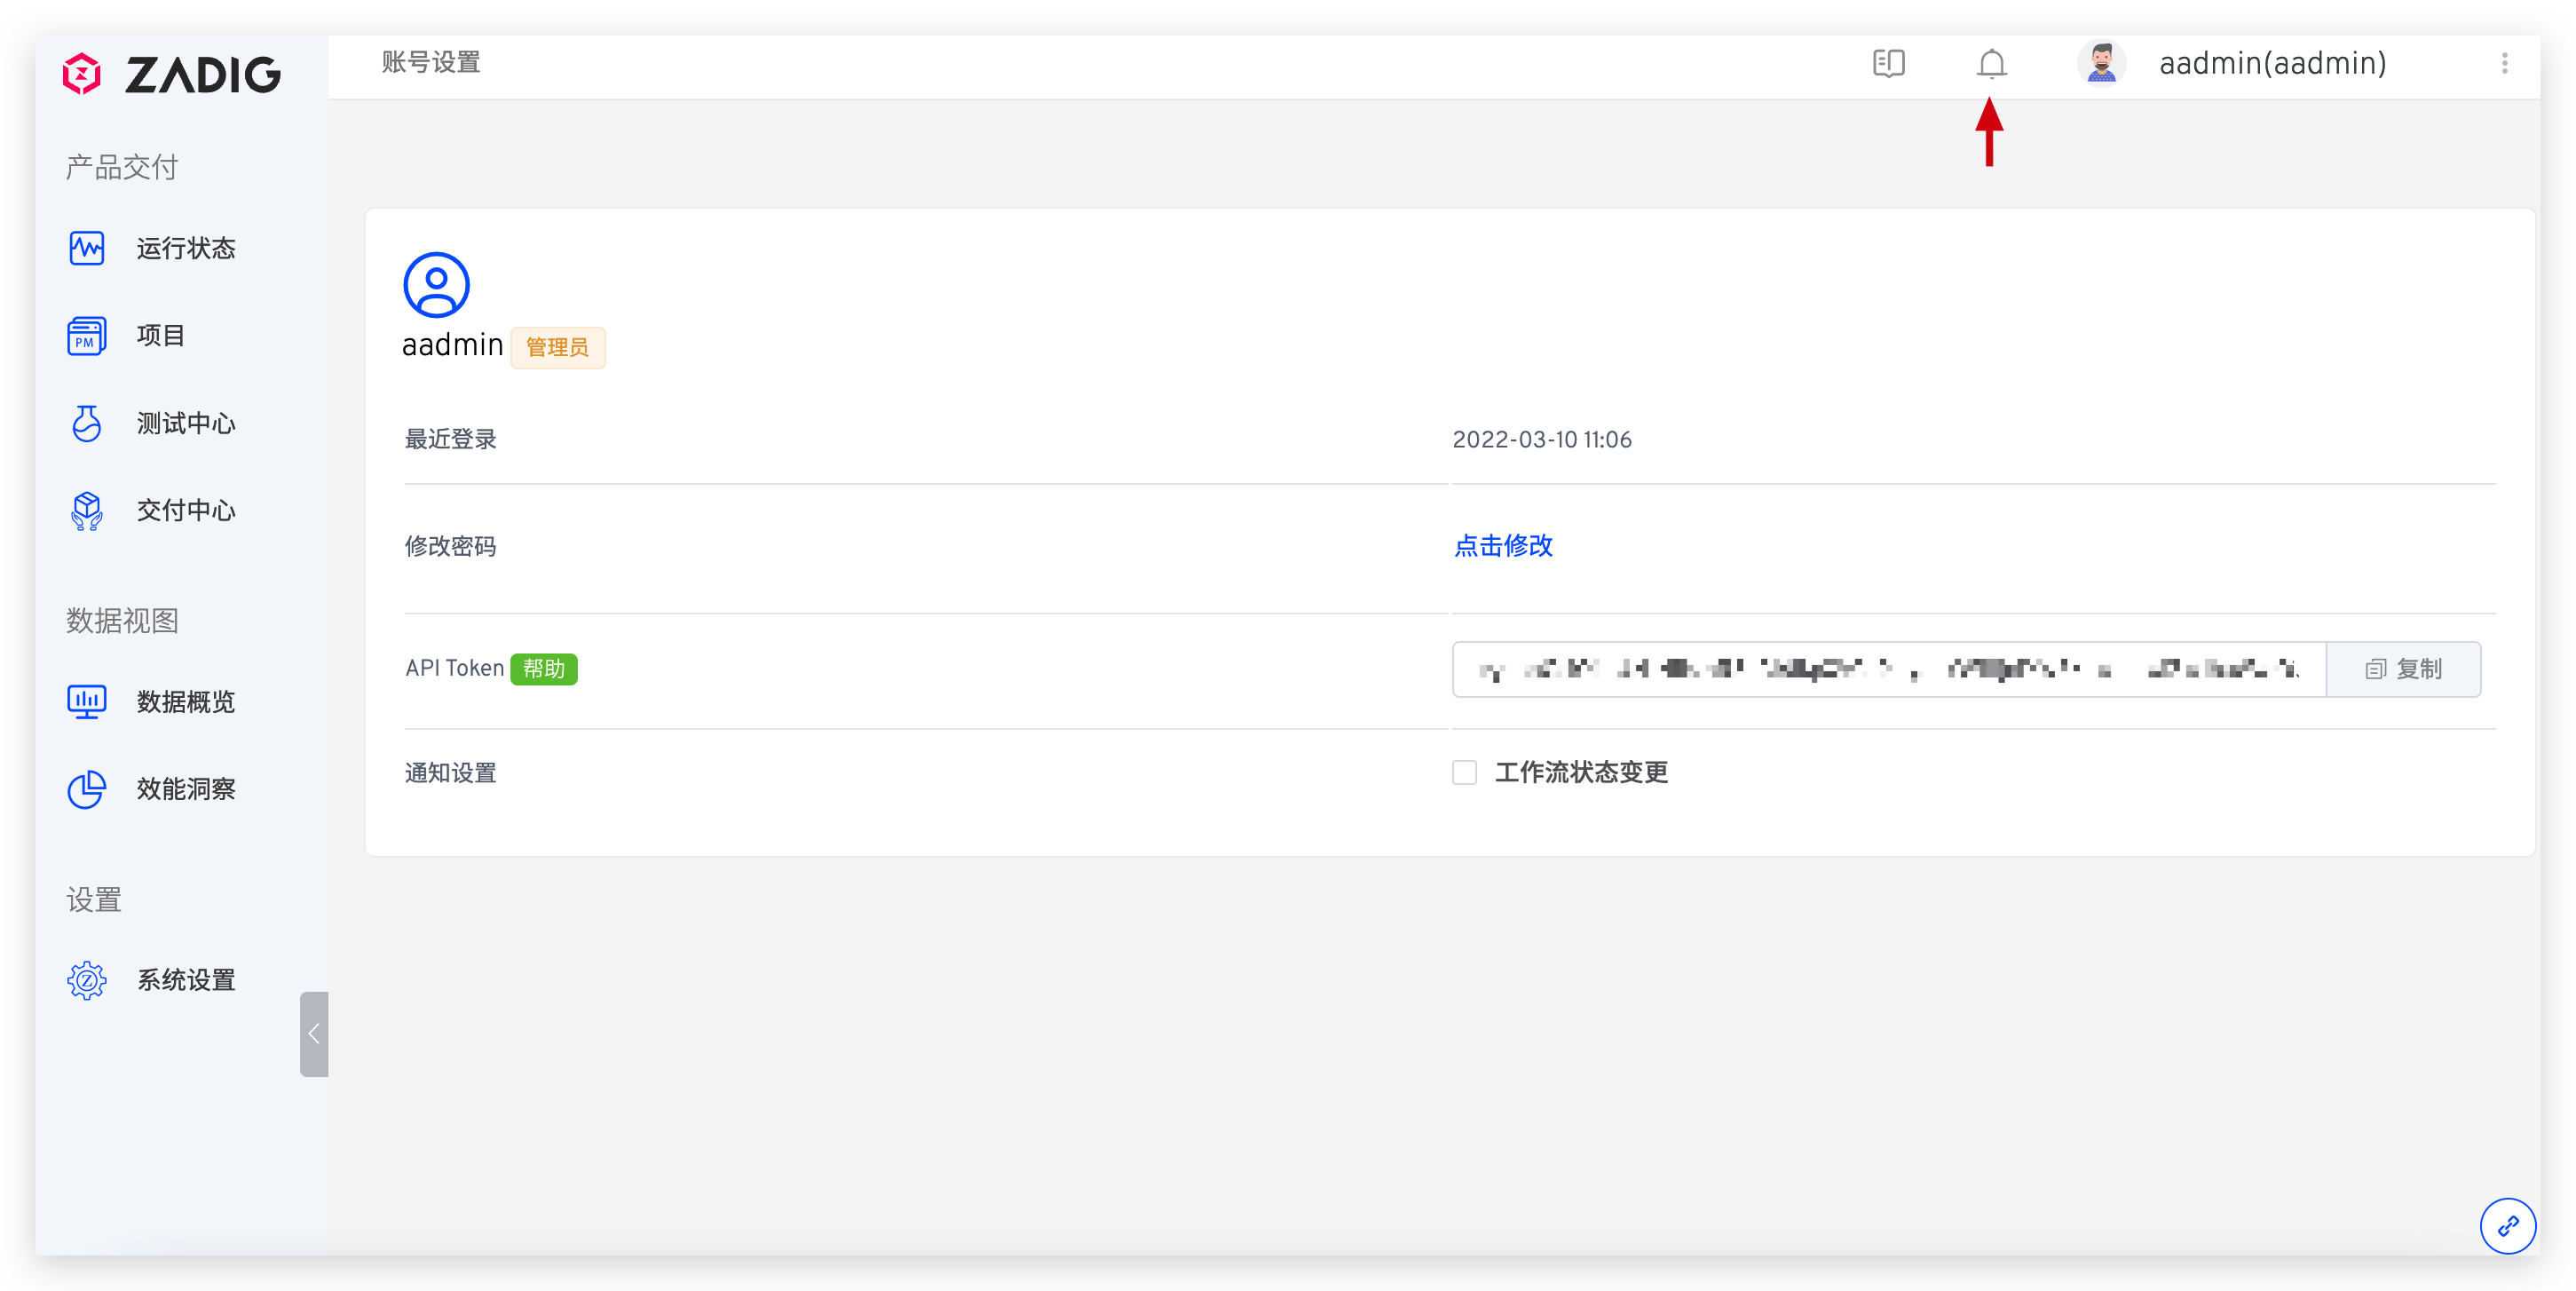 ZADIG
账号设置
aadmin(aadmin)
产品交付
运行状态
PM
项目
测试中心
交付中心
数据视图
数据概览
效能洞察
设置
系统设置
aadmin 管理员
最近登录 2022-03-10 11:06
修改密码 点击修改
API Token 帮助 复制
通知设置 工作流状态变更